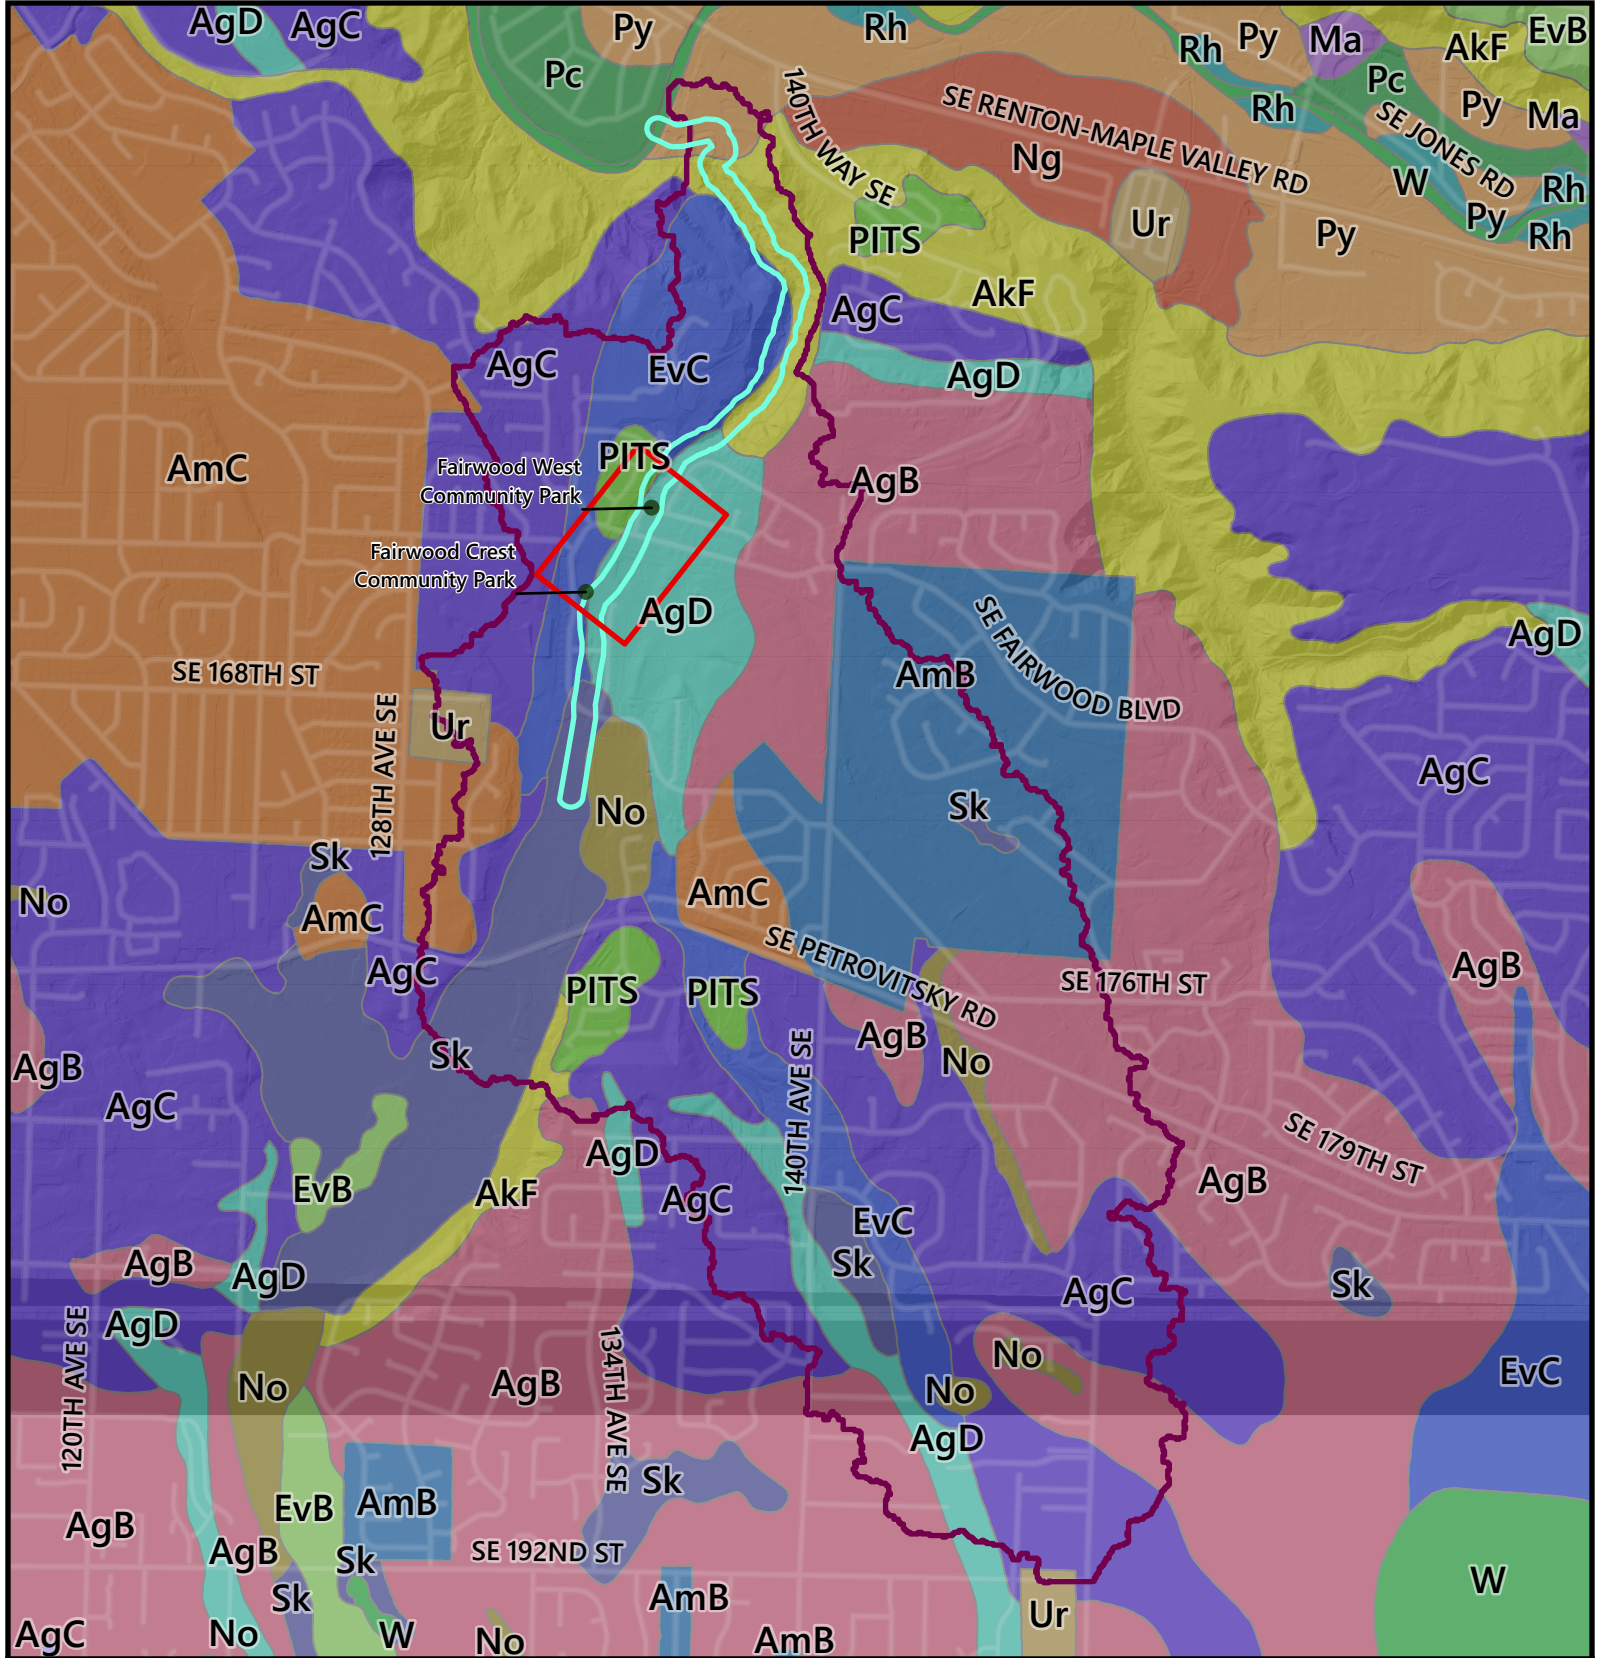 AgD
AgC
Py
Rh
Rh
Py
Ma
AkF
EvB
Pc
Pc
Rh
Py
Ma
140TH WAY SE
SE RENTON-MAPLE VALLEY RD
SE JONES RD
Ng
W
Rh
Ur
Py
Rh
PITS
Py
AkF
AgC
AgC
EvC
AgD
AmC
PITS
Fairwood West
Community Park
AgB
Fairwood Crest
Community Park
AgD
SE FAIRWOOD BLVD
AgD
SE 168TH ST
AmB
128TH AVE SE
Ur
AgC
No
Sk
Sk
No
AmC
AmC
SE PETROVITSKY RD
AgC
PITS
PITS
SE 176TH ST
AgB
AgB
No
Sk
AgB
AgC
140TH AVE SE
SE 179TH ST
AgD
AgB
EvB
AkF
AgC
EvC
Sk
AgB
AgD
AgC
Sk
AgD
120TH AVE SE
134TH AVE SE
No
EvC
No
AgB
No
AgD
Sk
EvB
AmB
AgB
AgB
Sk
SE 192ND ST
Sk
AmB
W
AgC
No
W
No
AmB
Ur